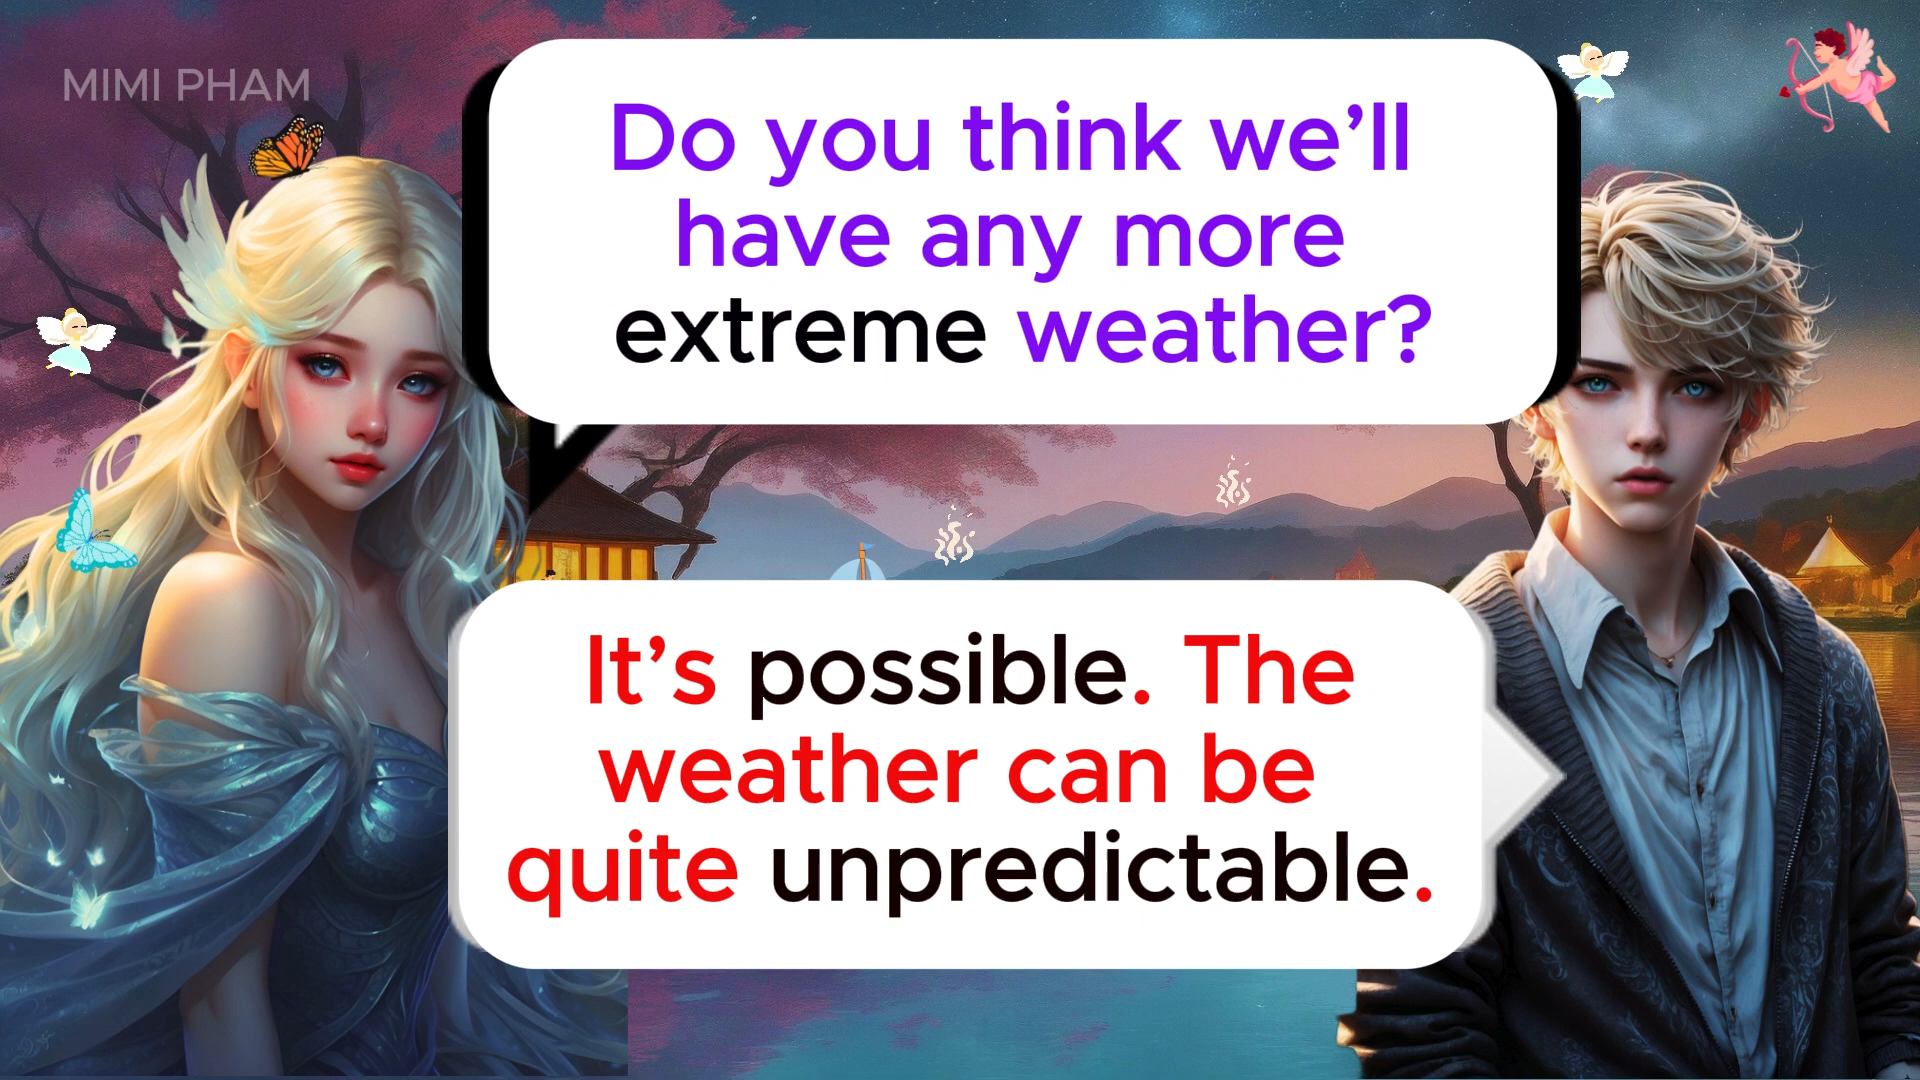 MIMI PHAM
Do you think we’ll
have any more
extreme weather?
It’s possible. The
weather can be
quite unpredictable.